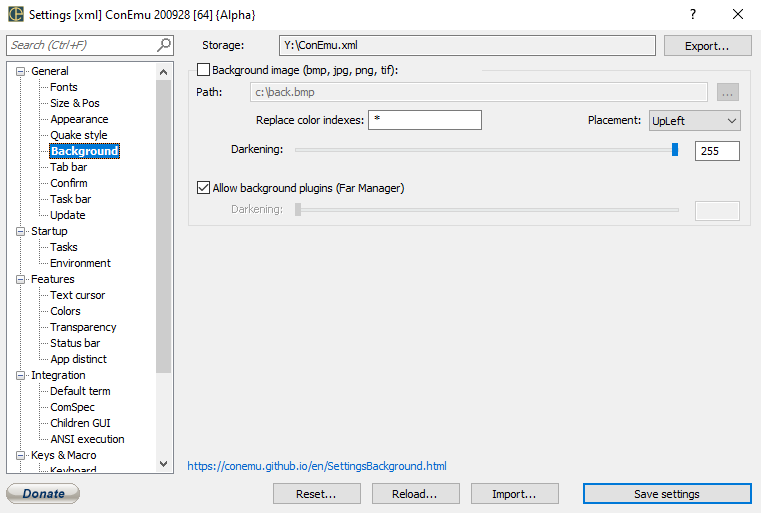 Settings [xml] ConEmu 200928 [64] {Alpha}
?
Search (Ctrl+F)
Storage:
Y:\ConEmu.xml
Export...
General
Fonts
Size & Pos
Appearance
Quake style
Background
Tab bar
Confirm
Task bar
Update
Startup
Tasks
Environment
Features
Text cursor
Colors
Transparency
Status bar
App distinct
Integration
Default term
ComSpec
Children GUI
ANSI execution
Keys & Macro
Keyboard
Background image (bmp, jpg, png, tif):
Path:
c:\back.bmp
...
Replace color indexes:
*
Placement:
UpLeft
Darkening:
255
Allow background plugins (Far Manager)
Darkening:
https://conemu.github.io/en/SettingsBackground.html
Donate
Reset...
Reload...
Import...
Save settings